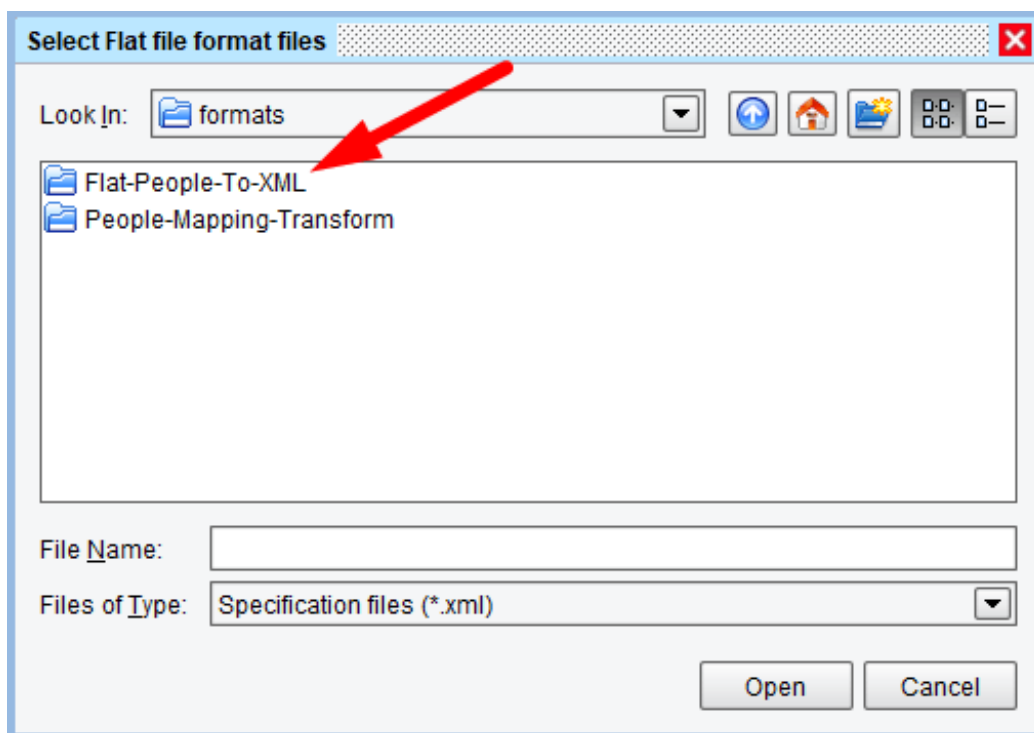 Select Flat file format files
Look In: formats
Flat-People-To-XML
People-Mapping-Transform
File Name:
Files of Type: Specification files (*.xml)
Open Cancel